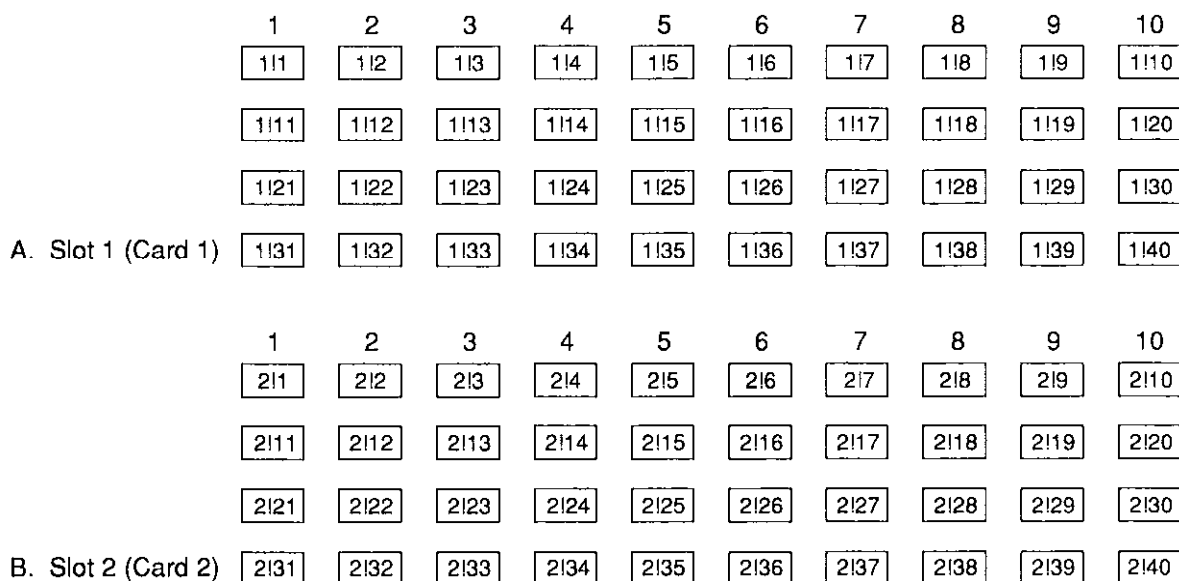 1 2 3 4 5 6 7 8 9 10
1!1 1!2 1!3 1!4 1!5 1!6 1!7 1!8 1!9 1!10
1!11 1!12 1!13 1!14 1!15 1!16 1!17 1!18 1!19 1!20
1!21 1!22 1!23 1!24 1!25 1!26 1!27 1!28 1!29 1!30
A. Slot 1 (Card 1) 1!31 1!32 1!33 1!34 1!35 1!36 1!37 1!38 1!39 1!40
1 2 3 4 5 6 7 8 9 10
2!1 2!2 2!3 2!4 2!5 2!6 2!7 2!8 2!9 2!10
2!11 2!12 2!13 2!14 2!15 2!16 2!17 2!18 2!19 2!20
2!21 2!22 2!23 2!24 2!25 2!26 2!27 2!28 2!29 2!30
B. Slot 2 (Card 2) 2!31 2!32 2!33 2!34 2!35 2!36 2!37 2!38 2!39 2!40